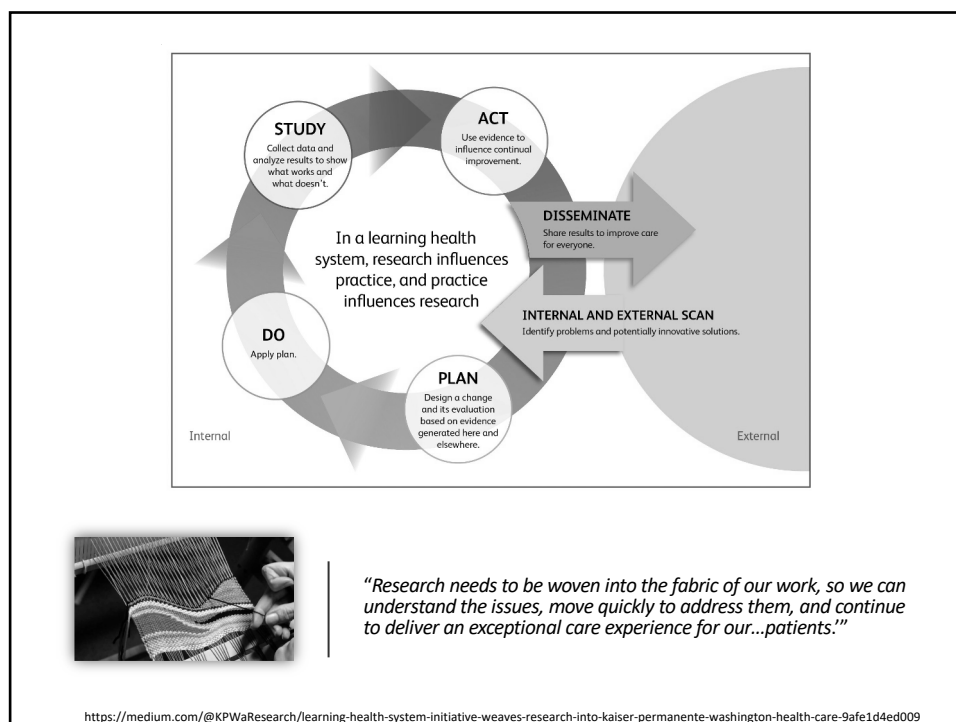 STUDY
Collect data and
analyze results to show
what works and
what doesn't.
ACT
Use evidence to
influence continual
improvement.
DISSEMINATE
Share results to improve care
for everyone.
In a learning health
system, research influences
practice, and practice
influences research
INTERNAL AND EXTERNAL SCAN
Identify problems and potentially innovative solutions.
DO
Apply plan.
PLAN
Design a change
and its evaluation
based on evidence
generated here and
elsewhere.
Internal
External
“Research needs to be woven into the fabric of our work, so we can
understand the issues, move quickly to address them, and continue
to deliver an exceptional care experience for our...patients.’”
https://medium.com/@KPWaResearch/learning-health-system-initiative-weaves-research-into-kaiser-permanente-washington-health-care-9afe1d4ed009